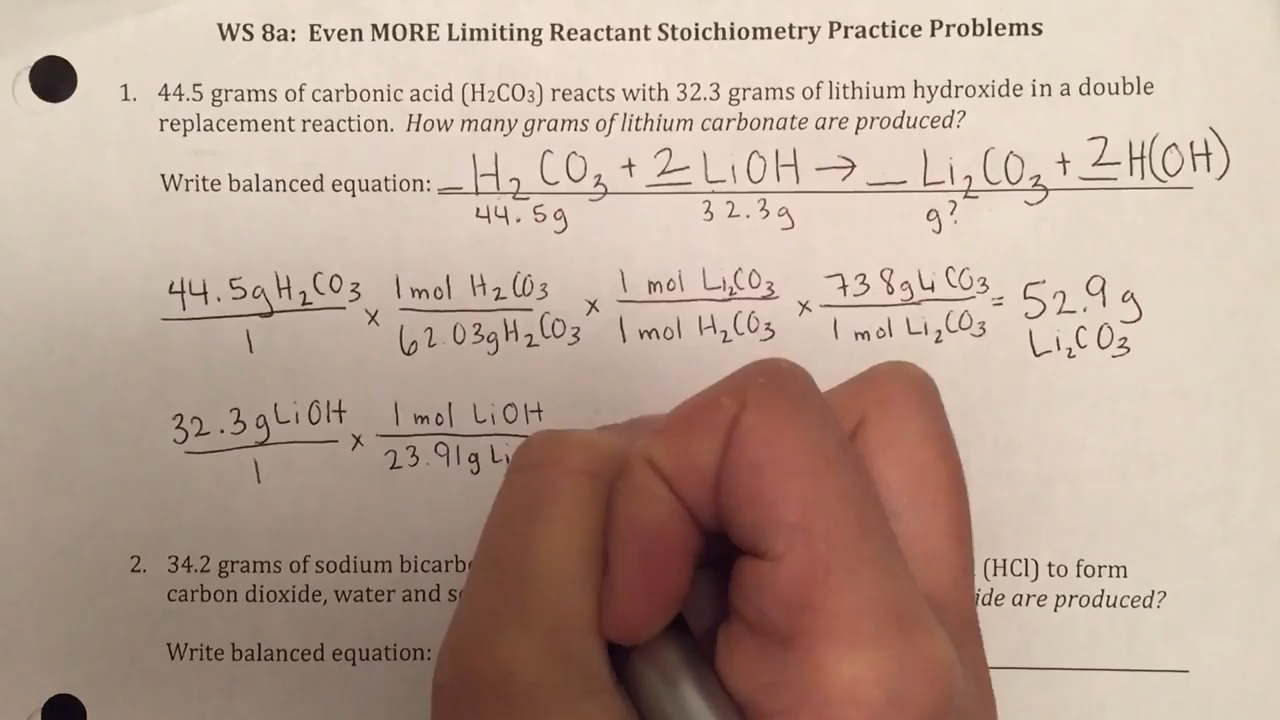 WS 8a: Even MORE Limiting Reactant Stoichiometry Practice Problems
1. 44.5 grams of carbonic acid (H2CO3) reacts with 32.3 grams of lithium hydroxide in a double
replacement reaction. How many grams of lithium carbonate are produced?
Write balanced equation: _ H2CO3 + 2 LiOH → _ Li2CO3 + 2 H(OH)
44.5g 32.3g g?
44.5g H2CO3 / 1 x 1 mol H2CO3 / 62.03g H2CO3 x 1 mol Li2CO3 / 1 mol H2CO3 x 73.8g Li CO3 / 1 mol Li2CO3 = 52.9 g Li2CO3
32.3g LiOH / 1 x 1 mol LiOH / 23.91g Li
2. 34.2 grams of sodium (HCl) to form
carbon dioxide, water and are produced?
Write balanced equation: